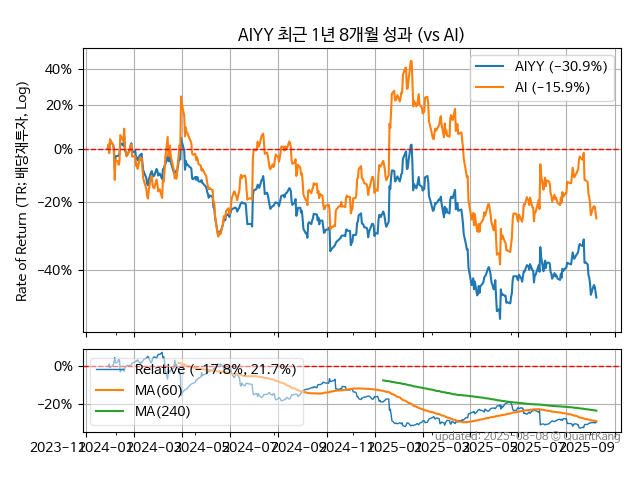 AIYY 최근 1년 8개월 성과 (vs AI)
Rate of Return (TR: 배당재투자, Log)
40%
20%
0%
−20%
−40%
AIYY (−30.9%)
AI (−15.9%)
0%
−20%
Relative (−17.8%, 21.7%)
MA(60)
MA(240)
updated: 2025-08-08 © QuantKang
2023−11 2024−01 2024−03 2024−05 2024−07 2024−09 2024−11 2025−01 2025−03 2025−05 2025−07 2025−09